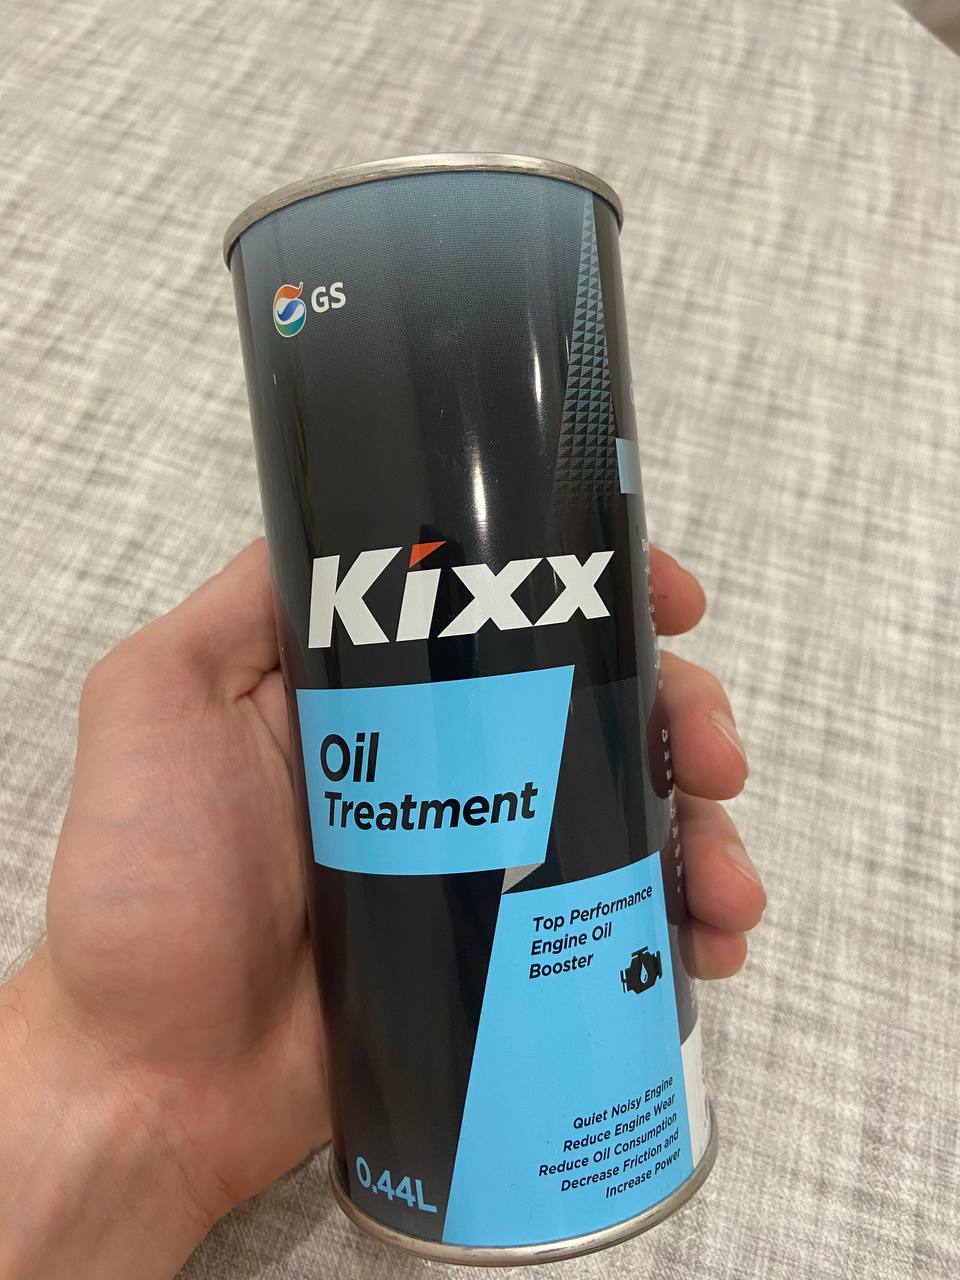 GS
Kixx
Oil
Treatment
Top Performance
Engine Oil
Booster
Quiet Noisy Engine
Reduce Engine Wear
Reduce Oil Consumption
Decrease Friction and
Increase Power
0.44L